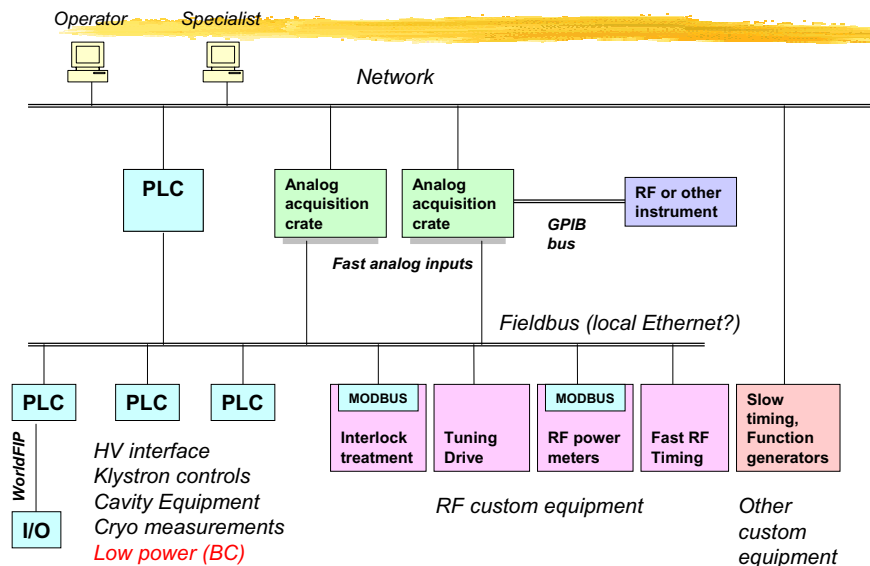 Operator
Specialist
Network
PLC
Analog
acquisition
crate
Analog
acquisition
crate
RF or other
instrument
GPIB
bus
Fast analog inputs
Fieldbus (local Ethernet?)
PLC
PLC
PLC
MODBUS
Interlock
treatment
Tuning
Drive
MODBUS
RF power
meters
Fast RF
Timing
Slow
timing,
Function
generators
WorldFIP
I/O
HV interface
Klystron controls
Cavity Equipment
Cryo measurements
Low power (BC)
RF custom equipment
Other
custom
equipment